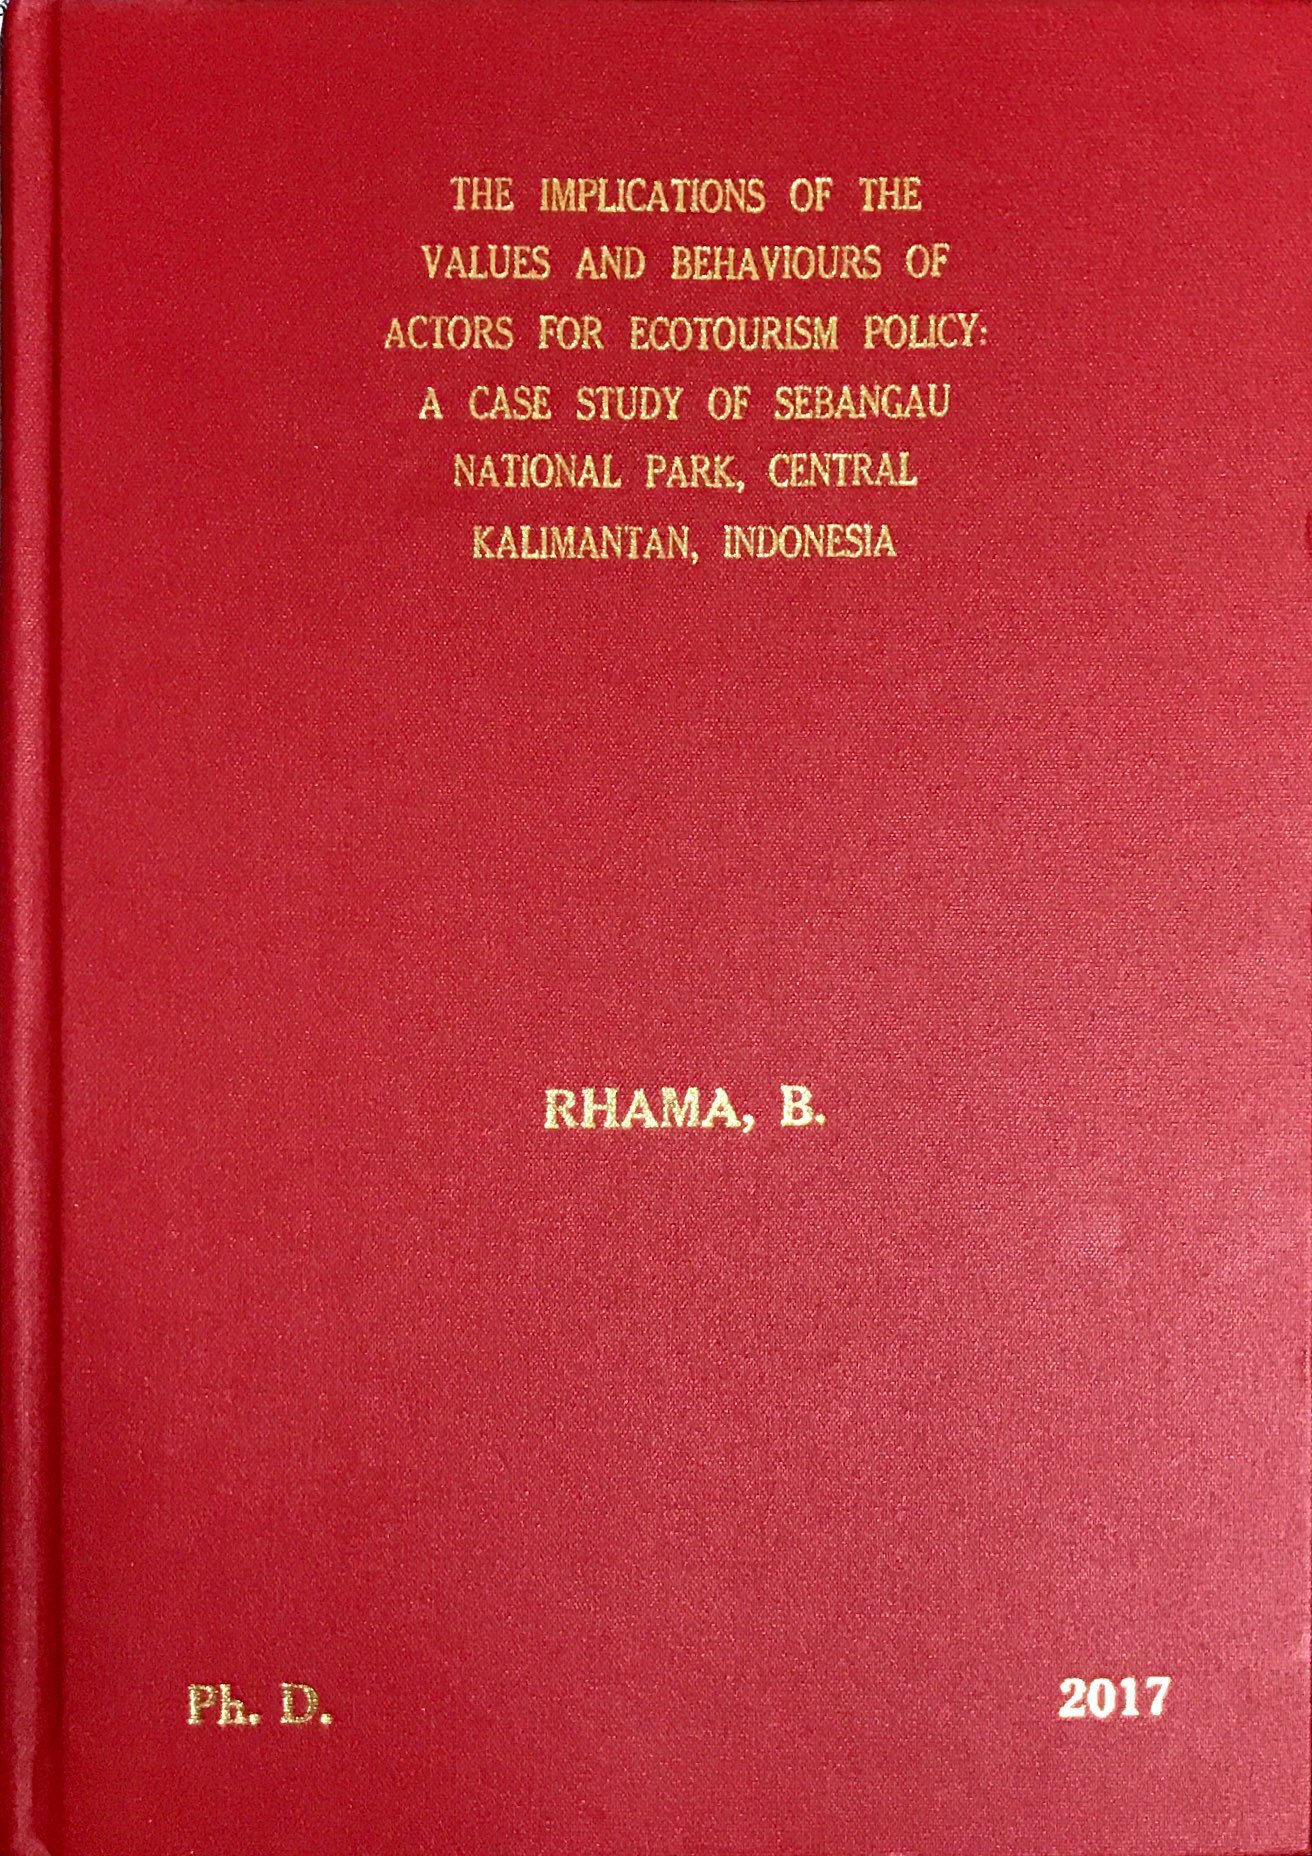 THE IMPLICATIONS OF THE
VALUES AND BEHAVIOURS OF
ACTORS FOR ECOTOURISM POLICY:
A CASE STUDY OF SEBANGAU
NATIONAL PARK, CENTRAL
KALIMANTAN, INDONESIA
RHAMA, B.
Ph. D. 2017